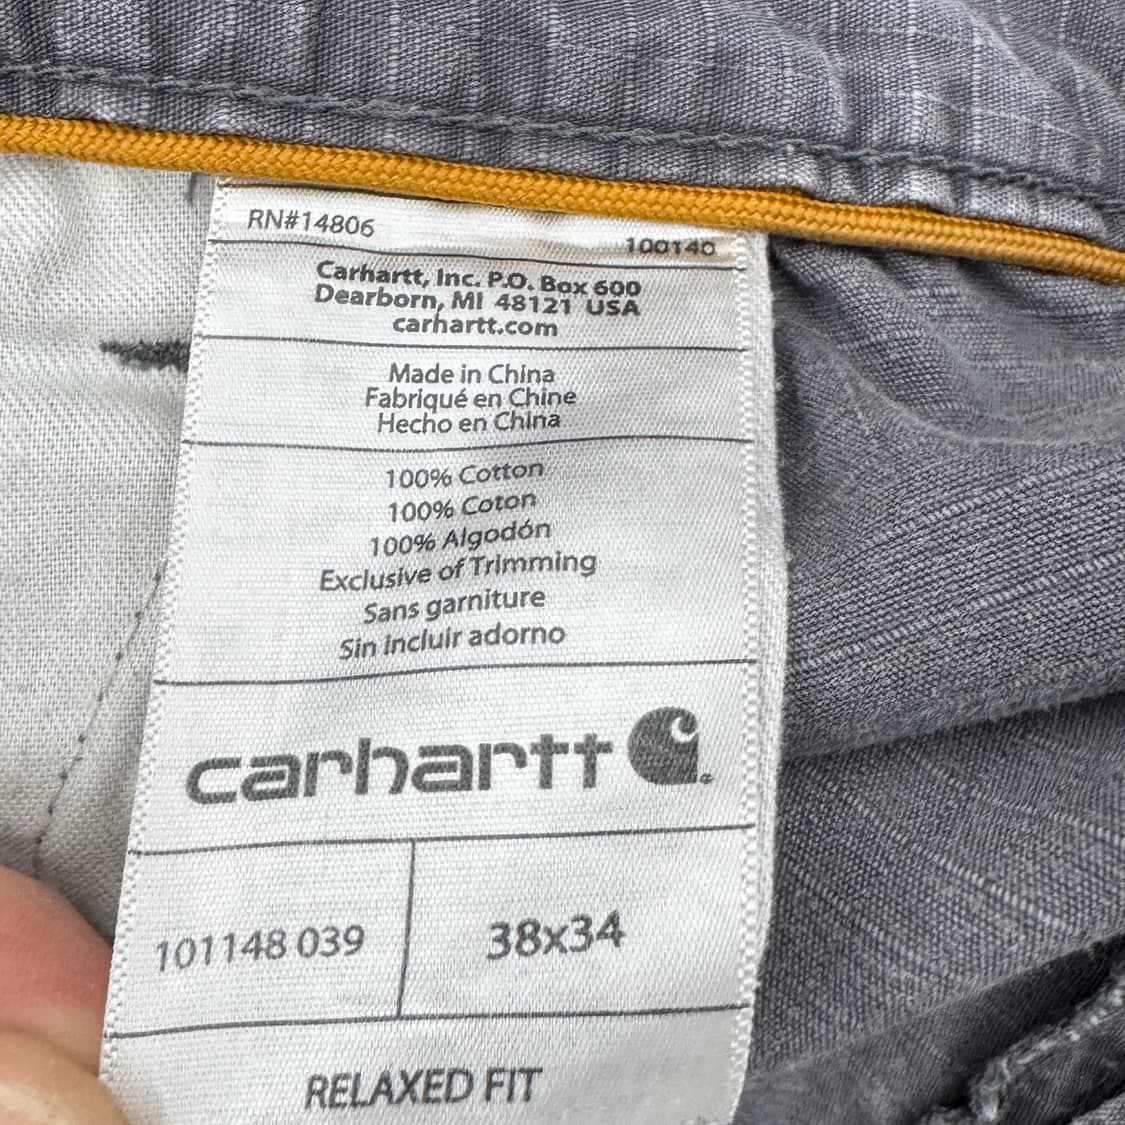 RN#14806
100140
Carhartt, Inc. P.O. Box 600
Dearborn, MI 48121 USA
carhartt.com
Made in China
Fabriqué en Chine
Hecho en China
100% Cotton
100% Coton
100% Algodón
Exclusive of Trimming
Sans garniture
Sin incluir adorno
carhartt
101148 039
38x34
RELAXED FIT